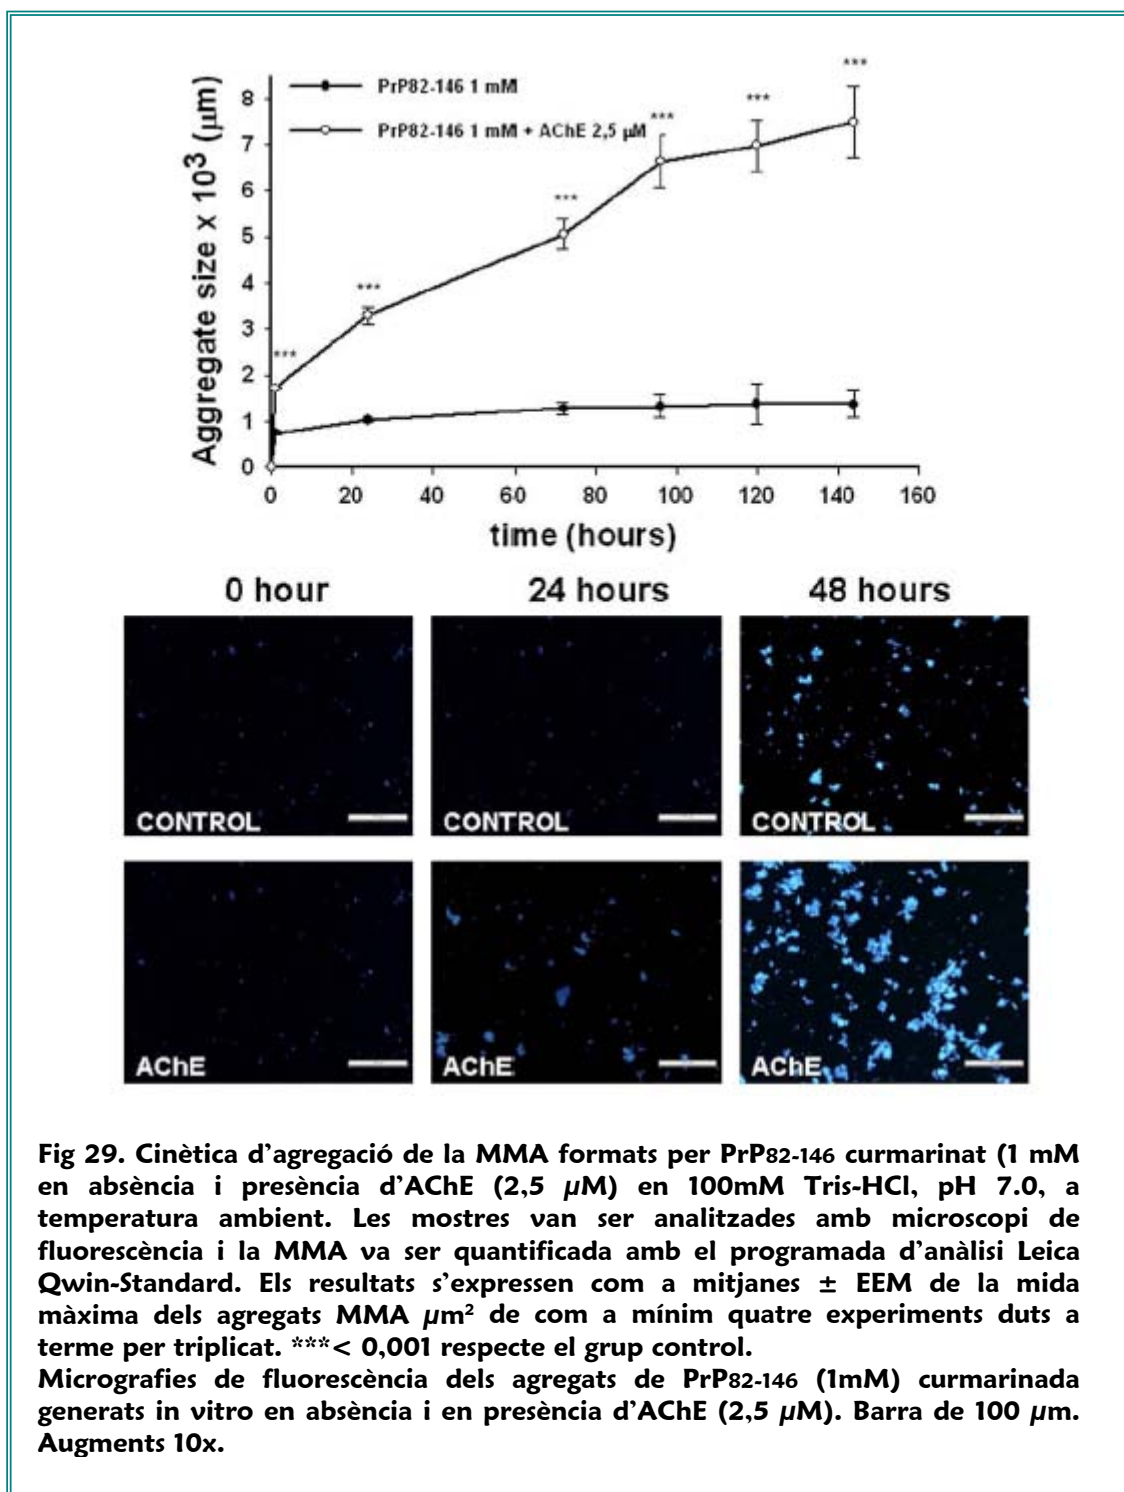 Aggregate size x 10³ (µm)
8
7
6
5
4
3
2
1
0
PrP82-146 1 mM
PrP82-146 1 mM + AChE 2,5 µM
***
***
***
***
***
***
0 20 40 60 80 100 120 140 160
time (hours)
0 hour 24 hours 48 hours
CONTROL CONTROL CONTROL
AChE AChE AChE
Fig 29. Cinètica d’agregació de la MMA formats per PrP82-146 curmarinat (1 mM
en absència i presència d’AChE (2,5 µM) en 100mM Tris-HCl, pH 7.0, a
temperatura ambient. Les mostres van ser analitzades amb microscopi de
fluorescència i la MMA va ser quantificada amb el programada d’anàlisi Leica
Qwin-Standard. Els resultats s’expressen com a mitjanes ± EEM de la mida
màxima dels agregats MMA µm² de com a mínim quatre experiments duts a
terme per triplicat. ***< 0,001 respecte el grup control.
Micrografies de fluorescència dels agregats de PrP82-146 (1mM) curmarinada
generats in vitro en absència i en presència d’AChE (2,5 µM). Barra de 100 µm.
Augments 10x.